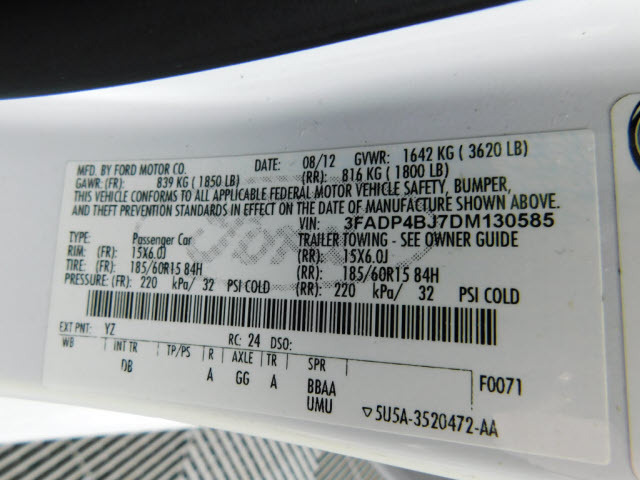 MFD. BY FORD MOTOR CO. DATE: 08/12 GVWR: 1642 KG ( 3620 LB)
GAWR: (FR): 839 KG ( 1850 LB) (RR): 816 KG ( 1800 LB)
THIS VEHICLE CONFORMS TO ALL APPLICABLE FEDERAL MOTOR VEHICLE SAFETY, BUMPER,
AND THEFT PREVENTION STANDARDS IN EFFECT ON THE DATE OF MANUFACTURE SHOWN ABOVE.
VIN: 3FADP4BJ7DM130585
TYPE: Passenger Car TRAILER TOWING - SEE OWNER GUIDE
RIM: (FR): 15X6.0J (RR): 15X6.0J
TIRE: (FR): 185/60R15 84H (RR): 185/60R15 84H
PRESSURE: (FR): 220 kPa/ 32 PSI COLD (RR): 220 kPa/ 32 PSI COLD
EXT PNT: YZ RC: 24 DSO:
WB INT TR TP/PS R AXLE TR SPR
DB A GG A BBAA F0071
UMU 5U5A-3520472-AA